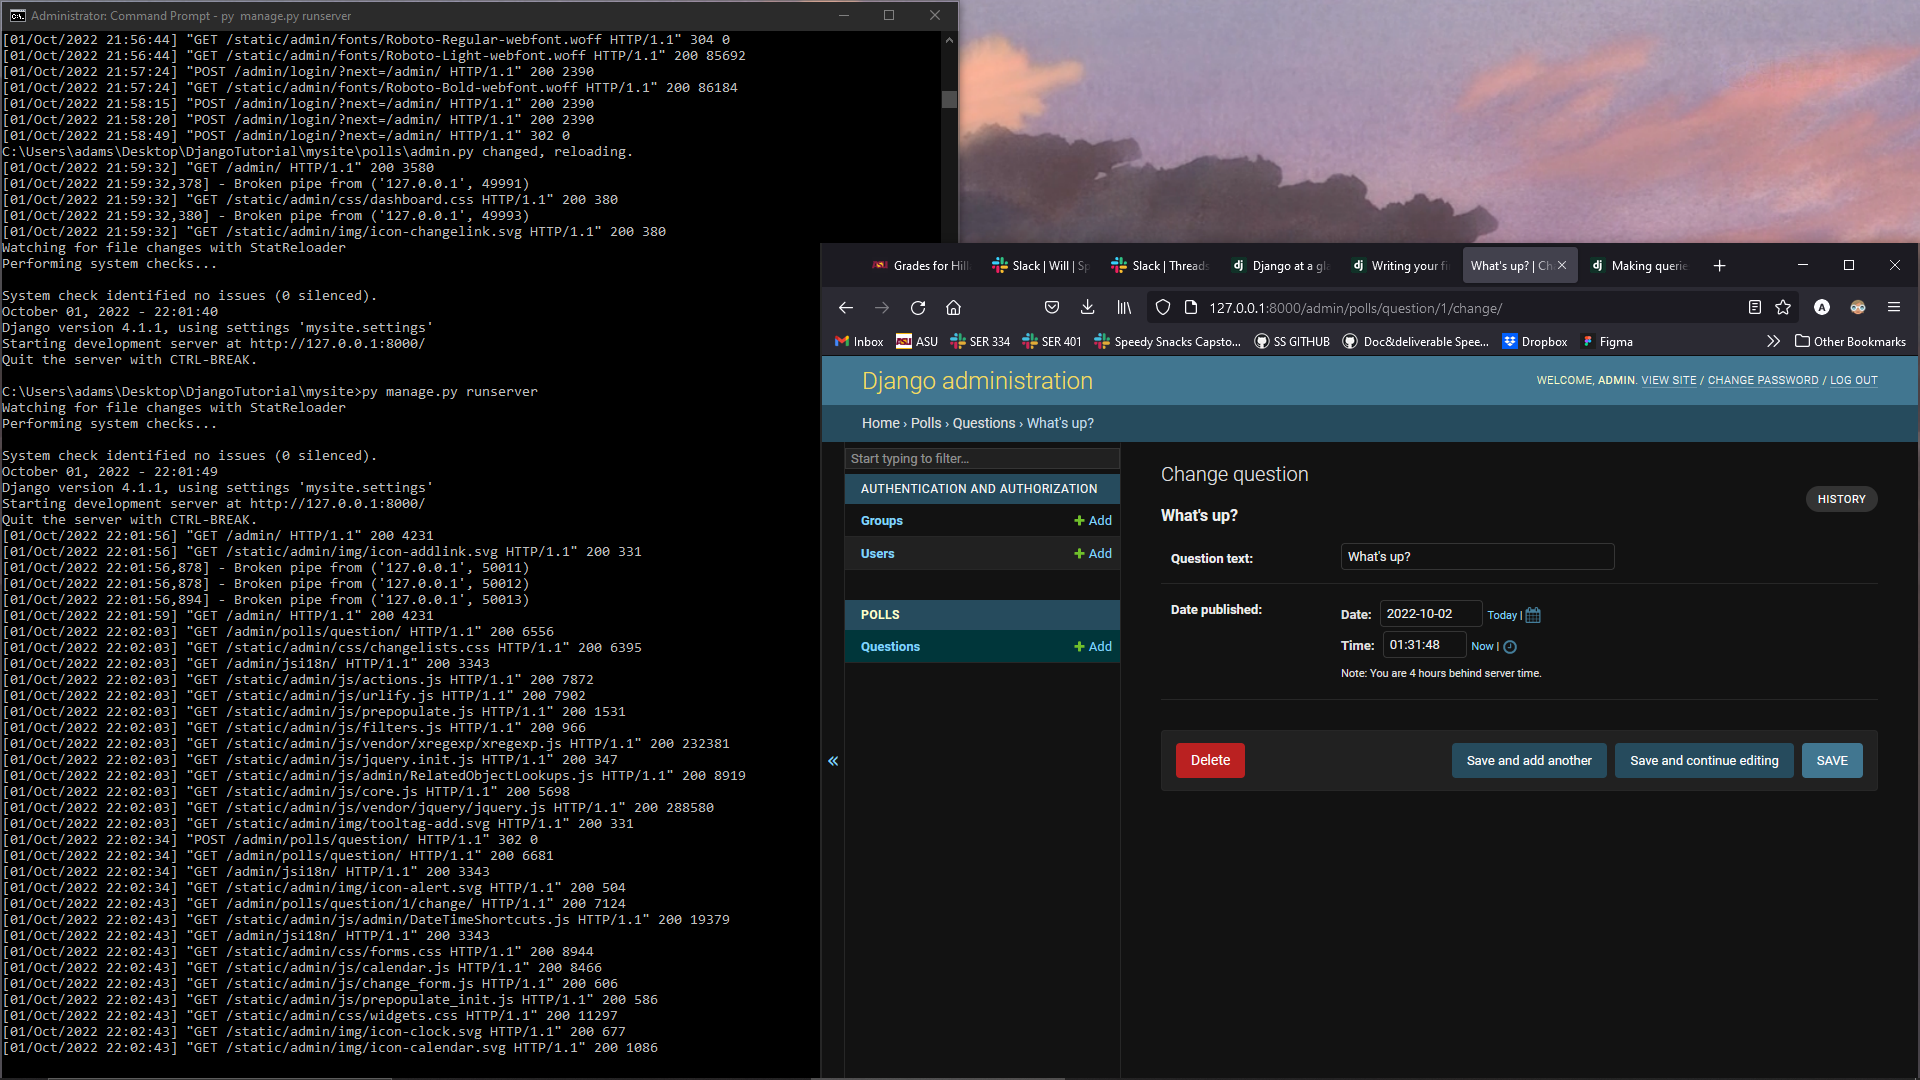 Administrator: Command Prompt - py  manage.py runserver
[01/Oct/2022 21:56:44] "GET /static/admin/fonts/Roboto-Regular-webfont.woff HTTP/1.1" 304 0
[01/Oct/2022 21:56:44] "GET /static/admin/fonts/Roboto-Light-webfont.woff HTTP/1.1" 200 85692
[01/Oct/2022 21:57:24] "POST /admin/login/?next=/admin/ HTTP/1.1" 200 2390
[01/Oct/2022 21:57:24] "GET /static/admin/fonts/Roboto-Bold-webfont.woff HTTP/1.1" 200 86184
[01/Oct/2022 21:58:15] "POST /admin/login/?next=/admin/ HTTP/1.1" 200 2390
[01/Oct/2022 21:58:20] "POST /admin/login/?next=/admin/ HTTP/1.1" 200 2390
[01/Oct/2022 21:58:49] "POST /admin/login/?next=/admin/ HTTP/1.1" 302 0
C:\Users\adams\Desktop\DjangoTutorial\mysite\polls\admin.py changed, reloading.
[01/Oct/2022 21:59:32] "GET /admin/ HTTP/1.1" 200 3580
[01/Oct/2022 21:59:32,378] - Broken pipe from ('127.0.0.1', 49991)
[01/Oct/2022 21:59:32] "GET /static/admin/css/dashboard.css HTTP/1.1" 200 380
[01/Oct/2022 21:59:32,380] - Broken pipe from ('127.0.0.1', 49993)
[01/Oct/2022 21:59:32] "GET /static/admin/img/icon-changelink.svg HTTP/1.1" 200 380
Watching for file changes with StatReloader
Performing system checks...
System check identified no issues (0 silenced).
October 01, 2022 - 22:01:40
Django version 4.1.1, using settings 'mysite.settings'
Starting development server at http://127.0.0.1:8000/
Quit the server with CTRL-BREAK.
C:\Users\adams\Desktop\DjangoTutorial\mysite>py manage.py runserver
Watching for file changes with StatReloader
Performing system checks...
System check identified no issues (0 silenced).
October 01, 2022 - 22:01:49
Django version 4.1.1, using settings 'mysite.settings'
Starting development server at http://127.0.0.1:8000/
Quit the server with CTRL-BREAK.
[01/Oct/2022 22:01:56] "GET /admin/ HTTP/1.1" 200 4231
[01/Oct/2022 22:01:56] "GET /static/admin/img/icon-addlink.svg HTTP/1.1" 200 331
[01/Oct/2022 22:01:56,878] - Broken pipe from ('127.0.0.1', 50011)
[01/Oct/2022 22:01:56,878] - Broken pipe from ('127.0.0.1', 50012)
[01/Oct/2022 22:01:56,894] - Broken pipe from ('127.0.0.1', 50013)
[01/Oct/2022 22:01:59] "GET /admin/ HTTP/1.1" 200 4231
[01/Oct/2022 22:02:03] "GET /admin/polls/question/ HTTP/1.1" 200 6556
[01/Oct/2022 22:02:03] "GET /static/admin/css/changelists.css HTTP/1.1" 200 6395
[01/Oct/2022 22:02:03] "GET /admin/jsi18n/ HTTP/1.1" 200 3343
[01/Oct/2022 22:02:03] "GET /static/admin/js/actions.js HTTP/1.1" 200 7872
[01/Oct/2022 22:02:03] "GET /static/admin/js/urlify.js HTTP/1.1" 200 7902
[01/Oct/2022 22:02:03] "GET /static/admin/js/prepopulate.js HTTP/1.1" 200 1531
[01/Oct/2022 22:02:03] "GET /static/admin/js/filters.js HTTP/1.1" 200 966
[01/Oct/2022 22:02:03] "GET /static/admin/js/vendor/xregexp/xregexp.js HTTP/1.1" 200 232381
[01/Oct/2022 22:02:03] "GET /static/admin/js/jquery.init.js HTTP/1.1" 200 347
[01/Oct/2022 22:02:03] "GET /static/admin/js/admin/RelatedObjectLookups.js HTTP/1.1" 200 8919
[01/Oct/2022 22:02:03] "GET /static/admin/js/core.js HTTP/1.1" 200 5698
[01/Oct/2022 22:02:03] "GET /static/admin/js/vendor/jquery/jquery.js HTTP/1.1" 200 288580
[01/Oct/2022 22:02:03] "GET /static/admin/img/tooltag-add.svg HTTP/1.1" 200 331
[01/Oct/2022 22:02:34] "POST /admin/polls/question/ HTTP/1.1" 302 0
[01/Oct/2022 22:02:34] "GET /admin/polls/question/ HTTP/1.1" 200 6681
[01/Oct/2022 22:02:34] "GET /admin/jsi18n/ HTTP/1.1" 200 3343
[01/Oct/2022 22:02:34] "GET /static/admin/img/icon-alert.svg HTTP/1.1" 200 504
[01/Oct/2022 22:02:43] "GET /admin/polls/question/1/change/ HTTP/1.1" 200 7124
[01/Oct/2022 22:02:43] "GET /static/admin/js/admin/DateTimeShortcuts.js HTTP/1.1" 200 19379
[01/Oct/2022 22:02:43] "GET /admin/jsi18n/ HTTP/1.1" 200 3343
[01/Oct/2022 22:02:43] "GET /static/admin/css/forms.css HTTP/1.1" 200 8944
[01/Oct/2022 22:02:43] "GET /static/admin/js/calendar.js HTTP/1.1" 200 8466
[01/Oct/2022 22:02:43] "GET /static/admin/js/change_form.js HTTP/1.1" 200 606
[01/Oct/2022 22:02:43] "GET /static/admin/js/prepopulate_init.js HTTP/1.1" 200 586
[01/Oct/2022 22:02:43] "GET /static/admin/css/widgets.css HTTP/1.1" 200 11297
[01/Oct/2022 22:02:43] "GET /static/admin/img/icon-clock.svg HTTP/1.1" 200 677
[01/Oct/2022 22:02:43] "GET /static/admin/img/icon-calendar.svg HTTP/1.1" 200 1086
Grades for Hill Slack | Will | Sp Slack | Threads dj Django at a gla dj Writing your fi What's up? | Ch dj Making querie
127.0.0.1:8000/admin/polls/question/1/change/ A
Inbox ASU SER 334 SER 401 Speedy Snacks Capsto... SS GITHUB Doc&deliverable Spee... Dropbox Figma Other Bookmarks
Django administration
WELCOME, ADMIN. VIEW SITE / CHANGE PASSWORD / LOG OUT
Home › Polls › Questions › What's up?
Start typing to filter...
AUTHENTICATION AND AUTHORIZATION
Groups + Add
Users + Add
POLLS
Questions + Add
«
Change question
HISTORY
What's up?
Question text: What's up?
Date published: Date: 2022-10-02 Today |
Time: 01:31:48 Now |
Note: You are 4 hours behind server time.
Delete Save and add another Save and continue editing SAVE